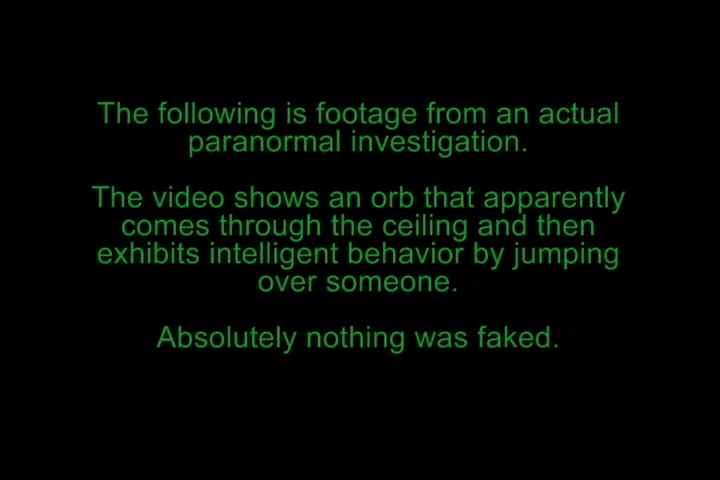 The following is footage from an actual
paranormal investigation.
The video shows an orb that apparently
comes through the ceiling and then
exhibits intelligent behavior by jumping
over someone.
Absolutely nothing was faked.